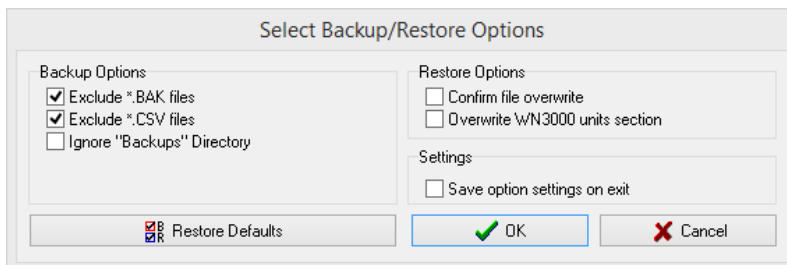 Select Backup/Restore Options
Backup Options
Exclude *.BAK files
Exclude *.CSV files
Ignore "Backups" Directory
Restore Options
Confirm file overwrite
Overwrite WN3000 units section
Settings
Save option settings on exit
B
R
Restore Defaults
OK
Cancel